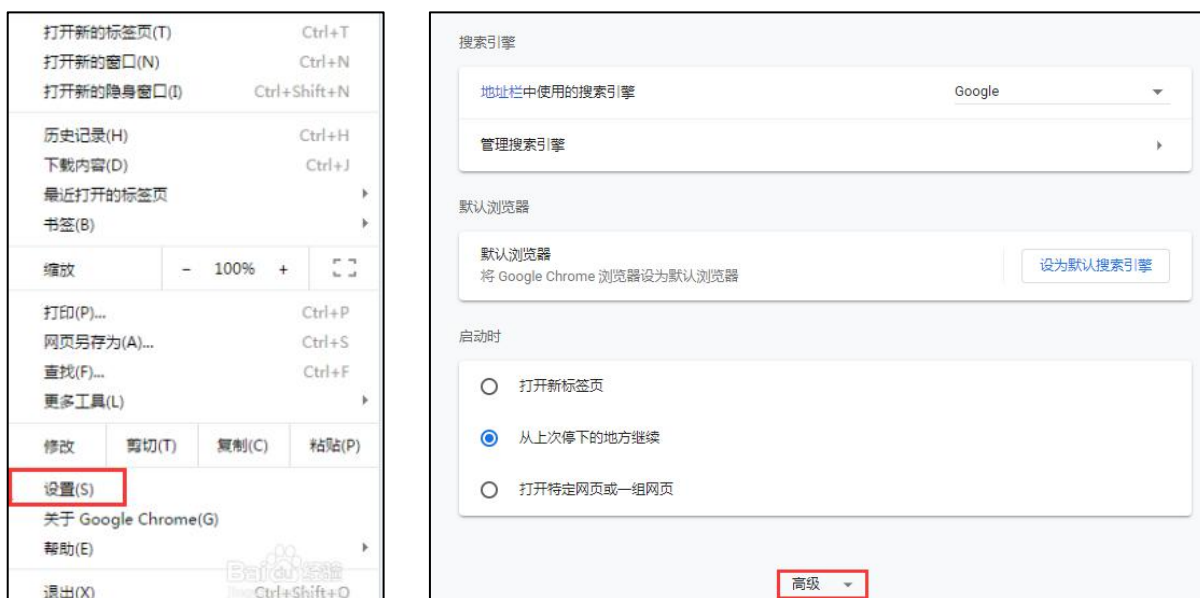 打开新的标签页(T) Ctrl+T
打开新的窗口(N) Ctrl+N
打开新的隐身窗口(I) Ctrl+Shift+N
历史记录(H) Ctrl+H
下载内容(D) Ctrl+J
最近打开的标签页
书签(B)
缩放 - 100% +
打印(P)... Ctrl+P
网页另存为(A)... Ctrl+S
查找(F)... Ctrl+F
更多工具(L)
修改 剪切(T) 复制(C) 粘贴(P)
设置(S)
关于 Google Chrome(G)
帮助(E)
Baidu 经验
退出(X) Ctrl+Shift+Q
搜索引擎
地址栏中使用的搜索引擎 Google
管理搜索引擎
默认浏览器
默认浏览器
将 Google Chrome 浏览器设为默认浏览器
设为默认搜索引擎
启动时
打开新标签页
从上次停下的地方继续
打开特定网页或一组网页
高级